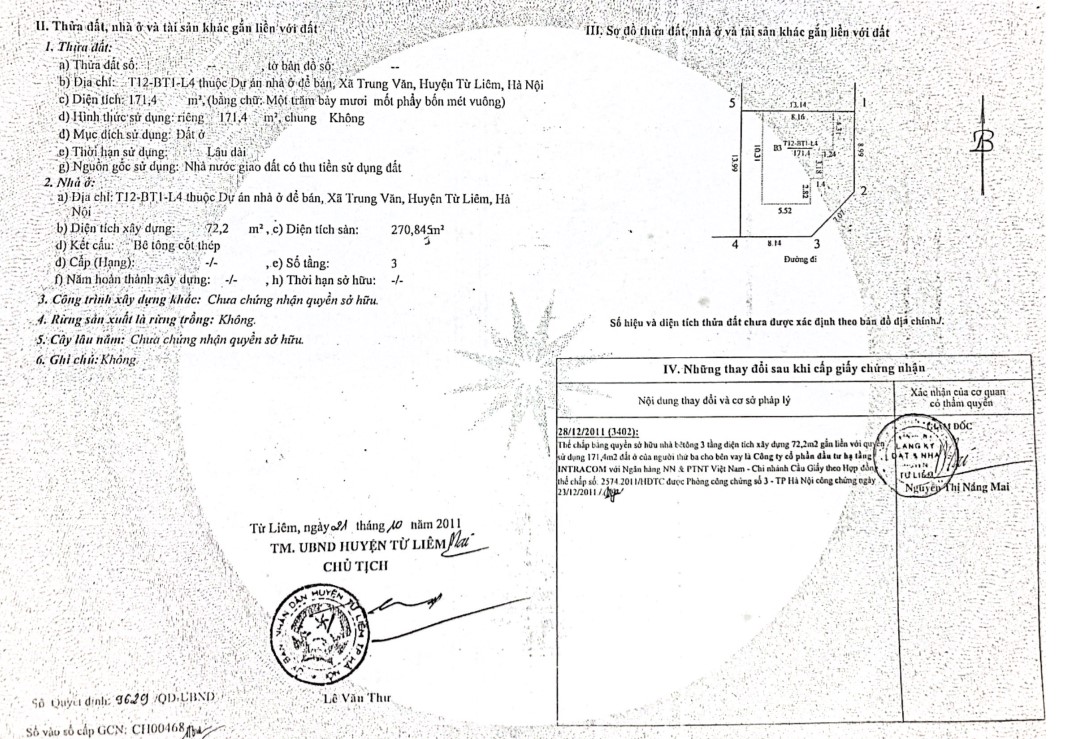 II. Thửa đất, nhà ở và tài sản khác gắn liền với đất
1. Thửa đất:
a) Thửa đất số: -- , tờ bản đồ số: --
b) Địa chỉ: T12-BT1-L4 thuộc Dự án nhà ở để bán, Xã Trung Văn, Huyện Từ Liêm, Hà Nội
c) Diện tích: 171,4 m², (bằng chữ: Một trăm bảy mươi mốt phẩy bốn mét vuông)
d) Hình thức sử dụng: riêng 171,4 m², chung Không
đ) Mục đích sử dụng: Đất ở
e) Thời hạn sử dụng: Lâu dài
g) Nguồn gốc sử dụng: Nhà nước giao đất có thu tiền sử dụng đất
2. Nhà ở:
a) Địa chỉ: T12-BT1-L4 thuộc Dự án nhà ở để bán, Xã Trung Văn, Huyện Từ Liêm, Hà
Nội
b) Diện tích xây dựng: 72,2 m² , c) Diện tích sàn: 270,845m²
d) Kết cấu: Bê tông cốt thép
đ) Cấp (Hạng): -/- , e) Số tầng: 3
f) Năm hoàn thành xây dựng: -/- , h) Thời hạn sở hữu: -/-
3. Công trình xây dựng khác: Chưa chứng nhận quyền sở hữu.
4. Rừng sản xuất là rừng trồng: Không.
5. Cây lâu năm: Chưa chứng nhận quyền sở hữu.
6. Ghi chú: Không.
Từ Liêm, ngày 21 tháng 10 năm 2011
TM. UBND HUYỆN TỪ LIÊM
CHỦ TỊCH
ỦY BAN NHÂN DÂN HUYỆN TỪ LIÊM TP HÀ NỘI
Lê Văn Thư
Số Quyết định: 9629 /QĐ-UBND
Số vào sổ cấp GCN: CH00468
III. Sơ đồ thửa đất, nhà ở và tài sản khác gắn liền với đất
5
13.14
1
8.16
B3
T12-BT1-L4
171.4
1.24
10.31
13.99
8.99
3.18
1.4
2.82
2
5.52
7.07
4
8.14
3
Đường đi
B
Số hiệu và diện tích thửa đất chưa được xác định theo bản đồ địa chính./.
IV. Những thay đổi sau khi cấp giấy chứng nhận
Nội dung thay đổi và cơ sở pháp lý
Xác nhận của cơ quan
có thẩm quyền
28/12/2011 (3402):
Thế chấp bằng quyền sở hữu nhà bêtông 3 tầng diện tích xây dựng 72,2m2 gắn liền với quyền
sử dụng 171,4m2 đất ở của người thứ ba cho bên vay là Công ty cổ phần đầu tư hạ tầng
INTRACOM với Ngân hàng NN & PTNT Việt Nam - Chi nhánh Cầu Giấy theo Hợp đồng
thế chấp số: 2574.2011/HĐTC được Phòng công chứng số 3 - TP Hà Nội công chứng ngày
23/12/2011 /
GIÁM ĐỐC
ĐĂNG KÝ
ĐẤT & NHÀ
HUYỆN
TỪ LIÊM
Nguyễn Thị Nắng Mai